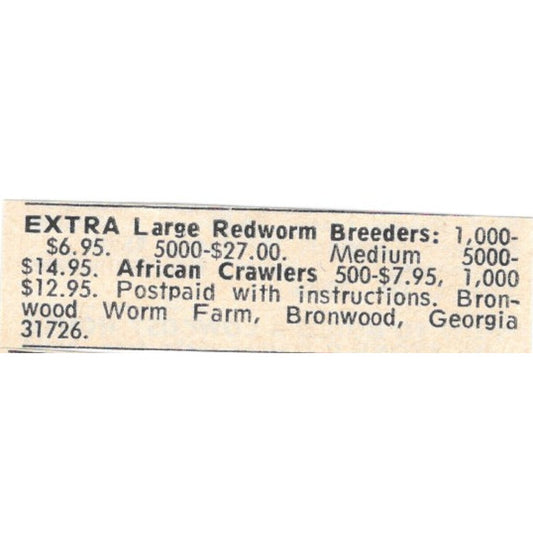 EXTRA Large Redworm Breeders: 1,000-
$6.95. 5000-$27.00. Medium 5000-
$14.95. African Crawlers 500-$7.95, 1,000
$12.95. Postpaid with instructions. Bron-
wood Worm Farm, Bronwood, Georgia
31726.